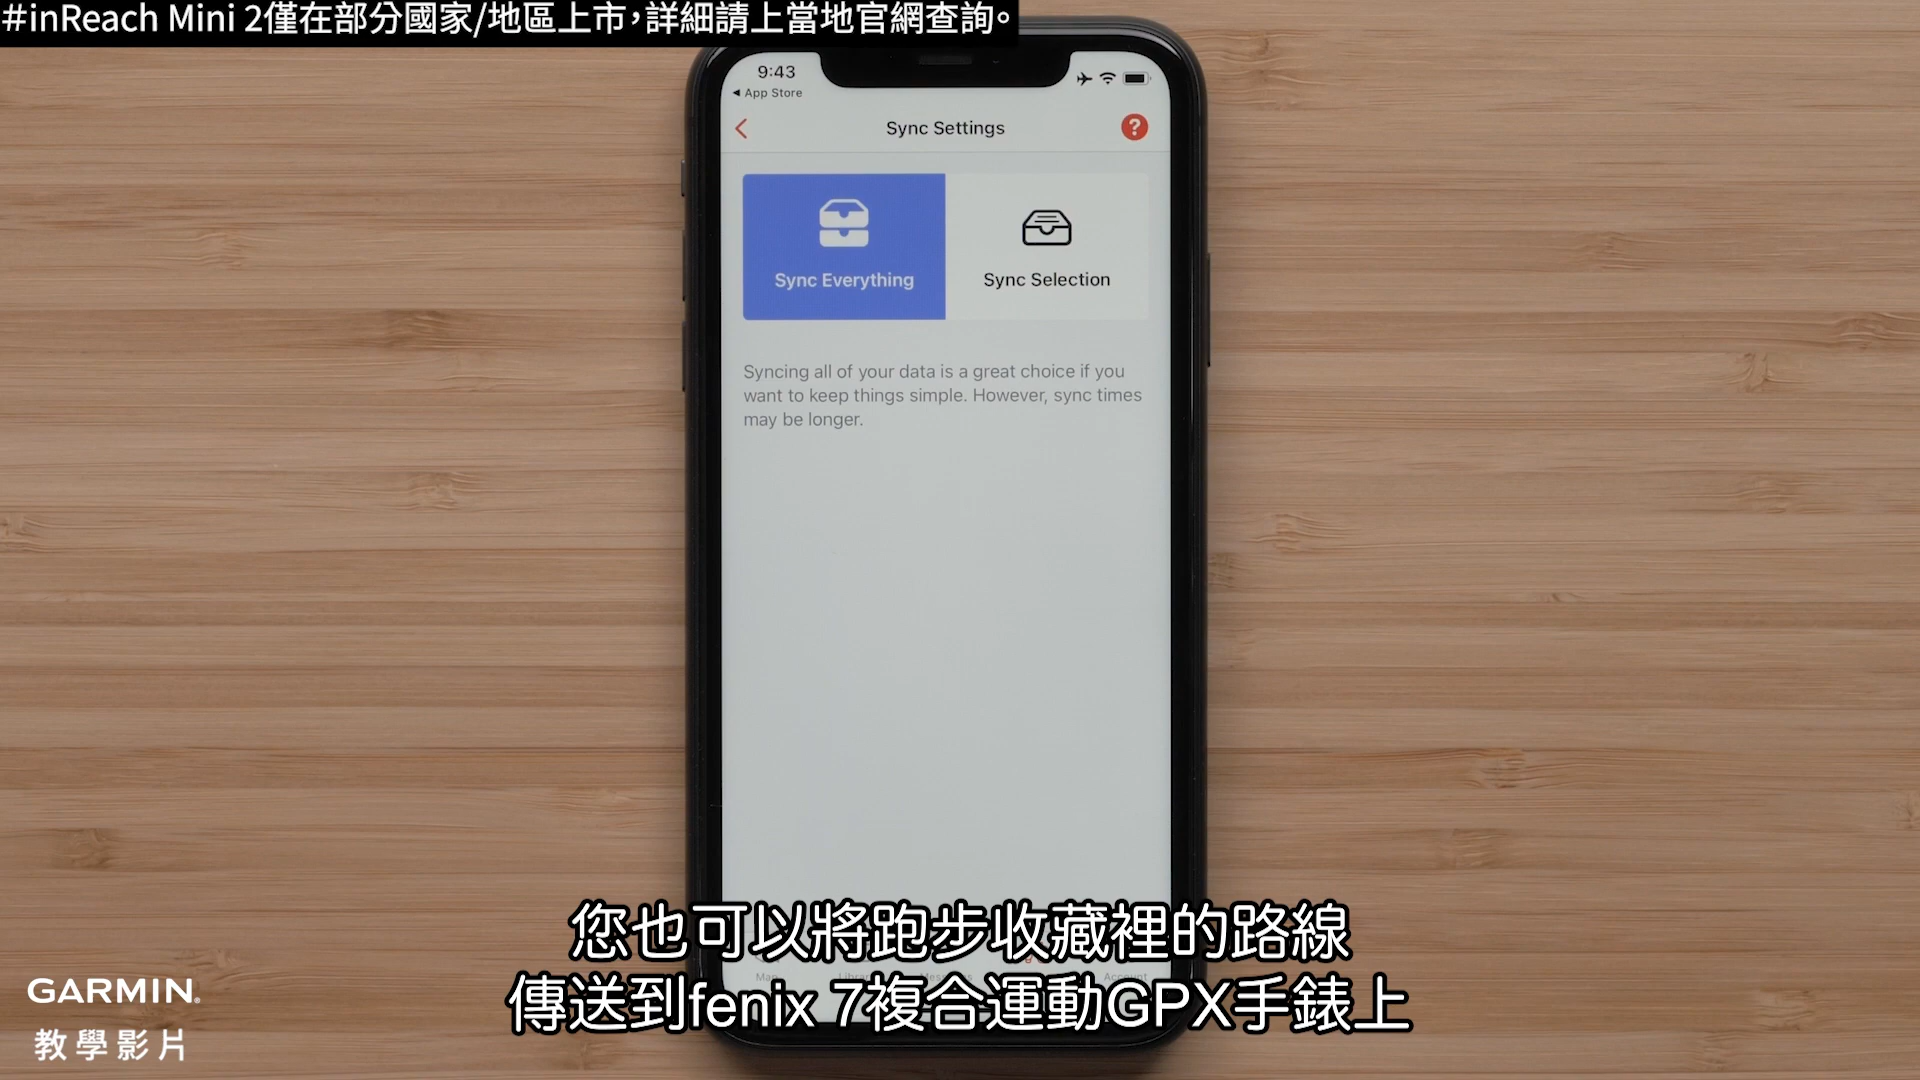 #inReach Mini 2僅在部分國家/地區上市，詳細請上當地官網查詢。
9:43
App Store
Sync Settings
?
Sync Everything
Sync Selection
Syncing all of your data is a great choice if you
want to keep things simple. However, sync times
may be longer.
您也可以將跑步收藏裡的路線
Map
Account
傳送到fenix 7複合運動GPX手錶上
GARMIN
教學影片